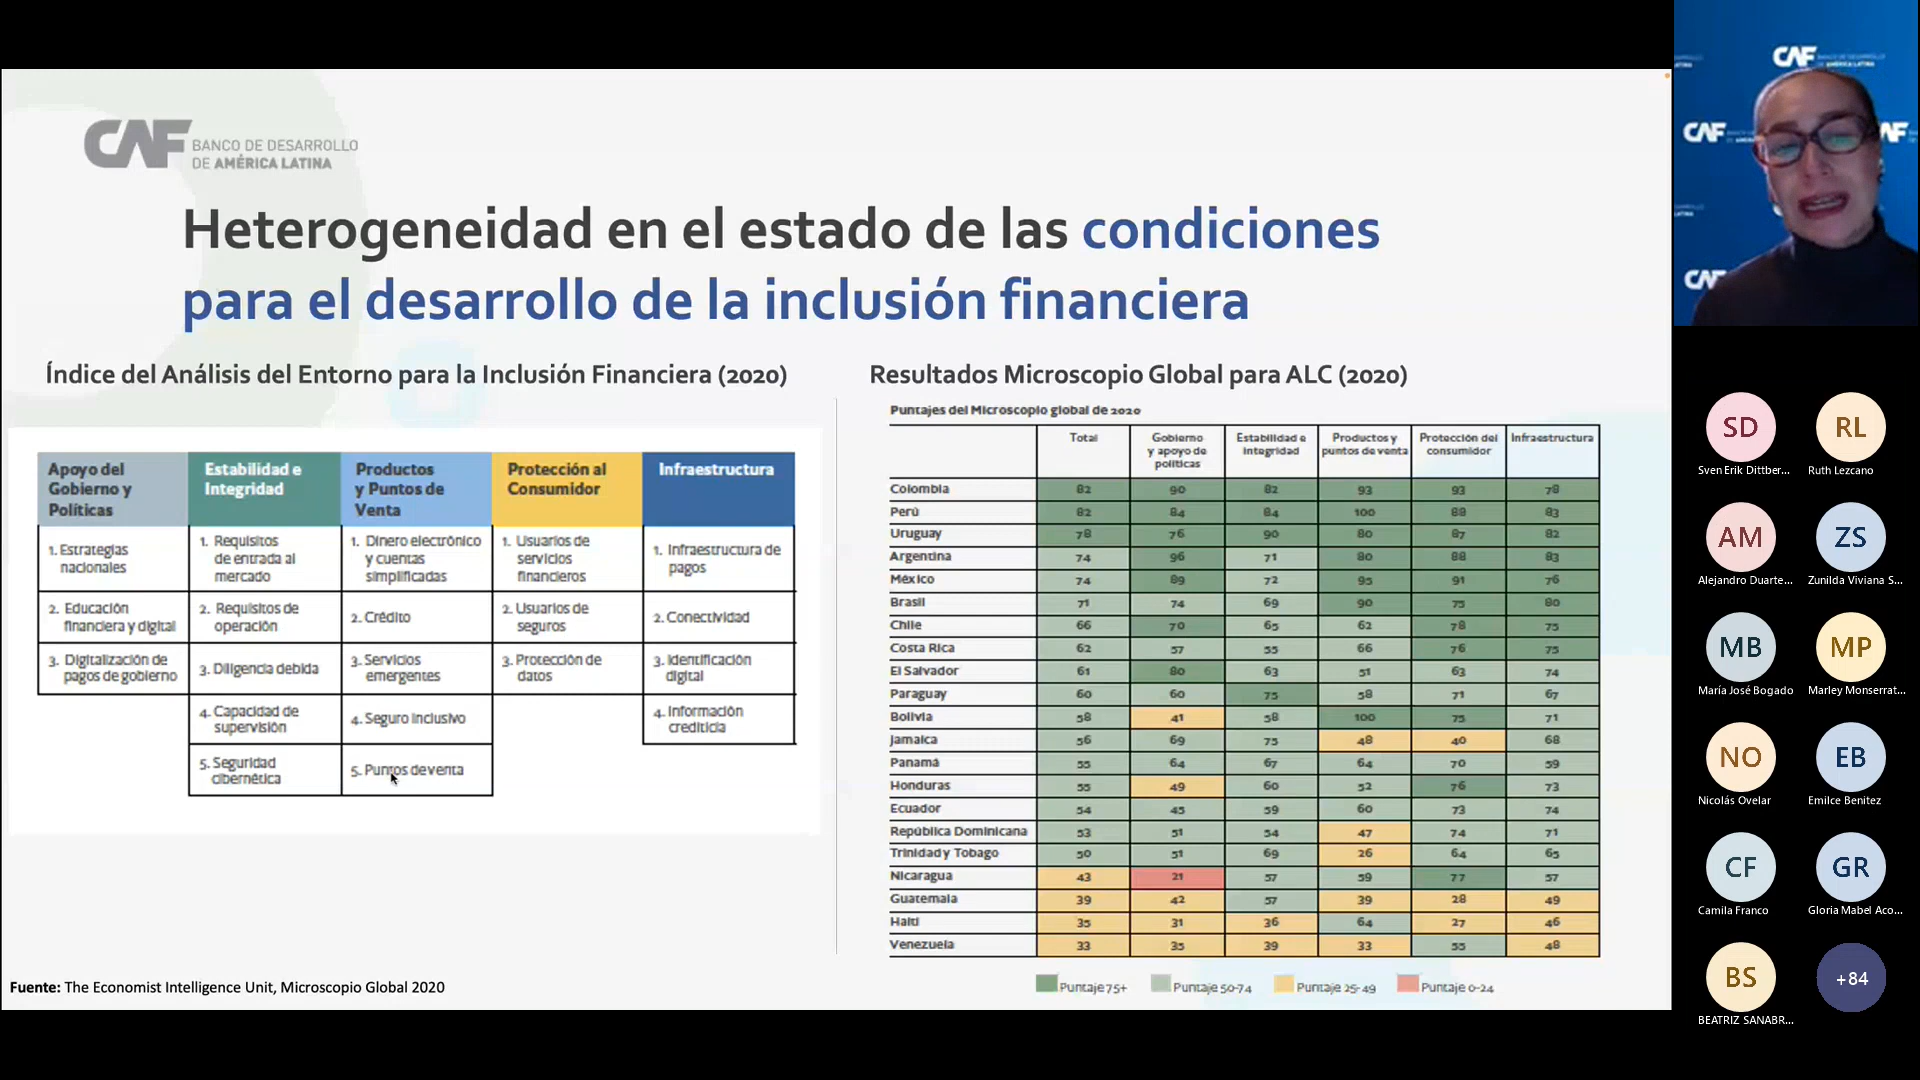 CAF BANCO DE DESARROLLO
DE AMÉRICA LATINA
Heterogeneidad en el estado de las condiciones
para el desarrollo de la inclusión financiera
Índice del Análisis del Entorno para la Inclusión Financiera (2020)
Apoyo del
Gobierno y
Políticas
Estabilidad e
Integridad
Productos
y Puntos de
Venta
Protección al
Consumidor
Infraestructura
1. Estrategias
nacionales
1. Requisitos
de entrada al
mercado
1. Dinero electrónico
y cuentas
simplificadas
1. Usuarios de
servicios
financieros
1. Infraestructura de
pagos
2. Educación
financiera y digital
2. Requisitos de
operación
2. Crédito
2. Usuarios de
seguros
2. Conectividad
3. Digitalización de
pagos de gobierno
3. Diligencia debida
3. Servicios
emergentes
3. Protección de
datos
3. Identificación
digital
4. Capacidad de
supervisión
4. Seguro inclusivo
4. Información
crediticia
5. Seguridad
cibernética
5. Puntos de venta
Fuente: The Economist Intelligence Unit, Microscopio Global 2020
Resultados Microscopio Global para ALC (2020)
Puntajes del Microscopio global de 2020
Total
Gobierno
y apoyo de
políticas
Estabilidad e
integridad
Productos y
puntos de venta
Protección del
consumidor
Infraestructura
Colombia 82 90 82 93 93 78
Perú 82 84 84 100 88 83
Uruguay 78 76 90 80 87 82
Argentina 74 96 71 80 88 83
México 74 89 72 95 91 76
Brasil 71 74 69 90 75 80
Chile 66 70 65 62 78 75
Costa Rica 62 57 55 66 76 75
El Salvador 61 80 63 51 63 74
Paraguay 60 60 75 58 71 67
Bolivia 58 41 58 100 75 71
Jamaica 56 69 75 48 40 68
Panamá 55 64 67 64 70 59
Honduras 55 49 60 52 76 73
Ecuador 54 45 59 60 73 74
República Dominicana 53 51 54 47 74 71
Trinidad y Tobago 50 51 69 26 64 65
Nicaragua 43 21 57 59 77 57
Guatemala 39 42 57 39 28 49
Haití 35 31 36 64 27 46
Venezuela 33 35 39 33 55 48
Puntaje 75+ Puntaje 50-74 Puntaje 25-49 Puntaje 0-24
CAF BANCO DE DESARROLLO
DE AMÉRICA LATINA
CAF
CAF
SD RL
Sven Erik Dittber... Ruth Lezcano
AM ZS
Alejandro Duarte... Zunilda Viviana S...
MB MP
María José Bogado Marley Monserrat...
NO EB
Nicolás Ovelar Emilce Benitez
CF GR
Camila Franco Gloria Mabel Aco...
BS +84
BEATRIZ SANABR...